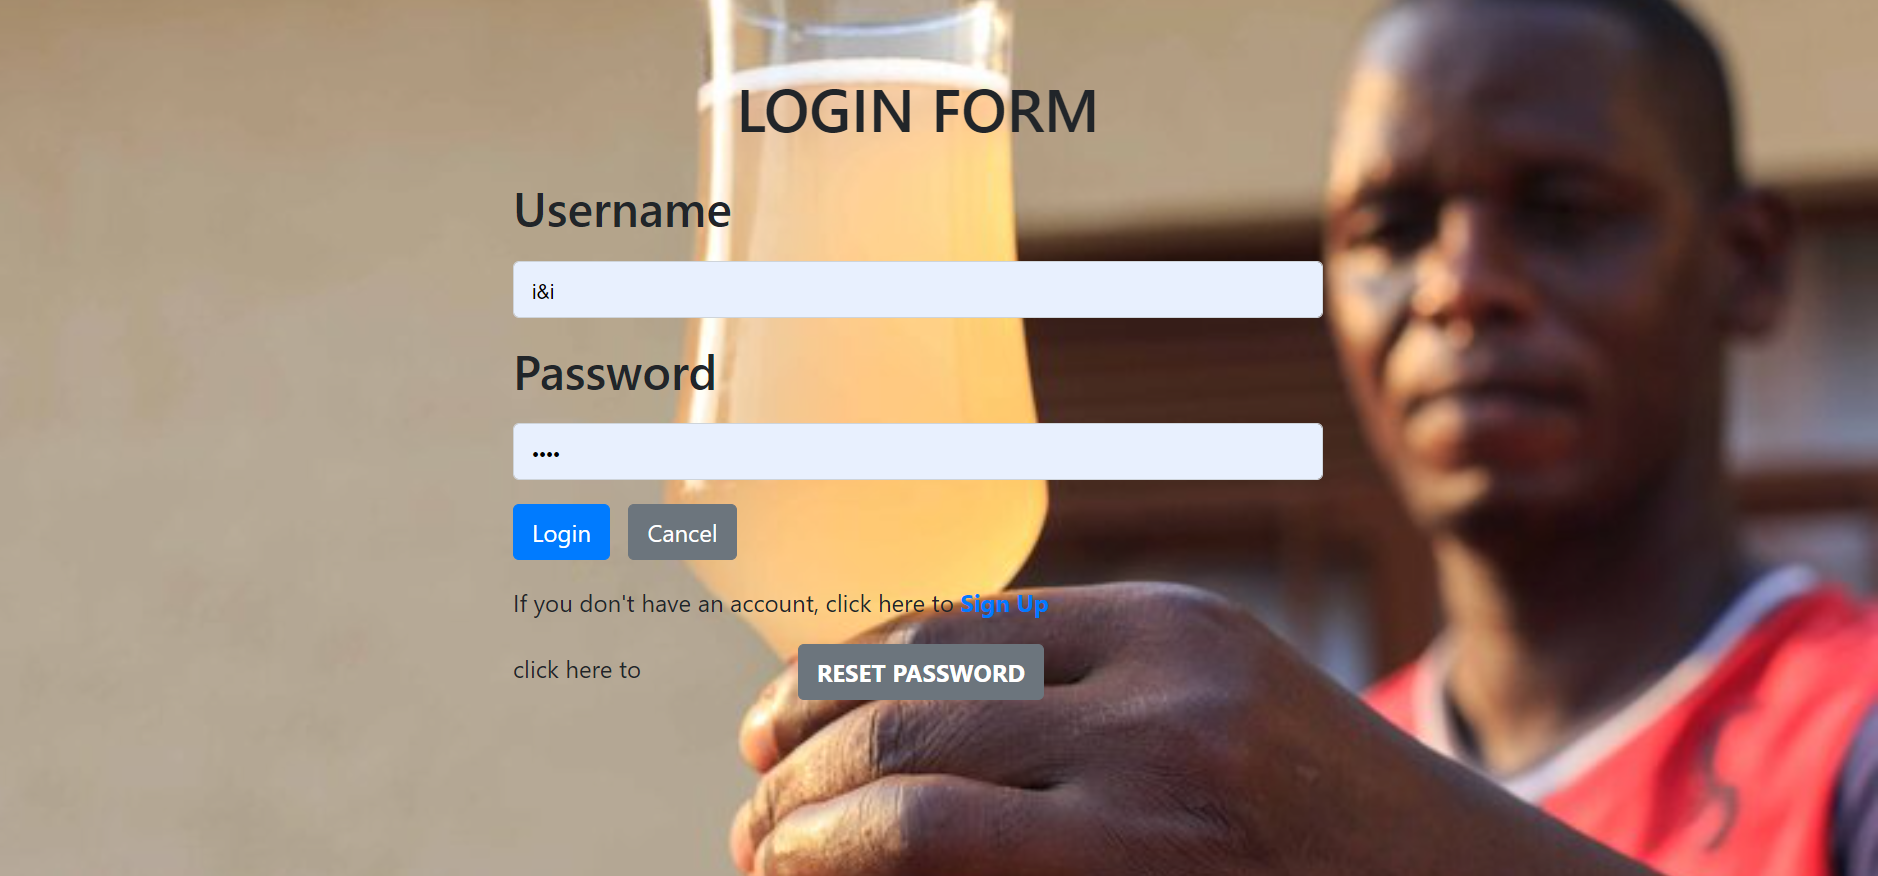 LOGIN FORM
Username
i&i
Password
••••
Login Cancel
If you don't have an account, click here to Sign Up
click here to RESET PASSWORD